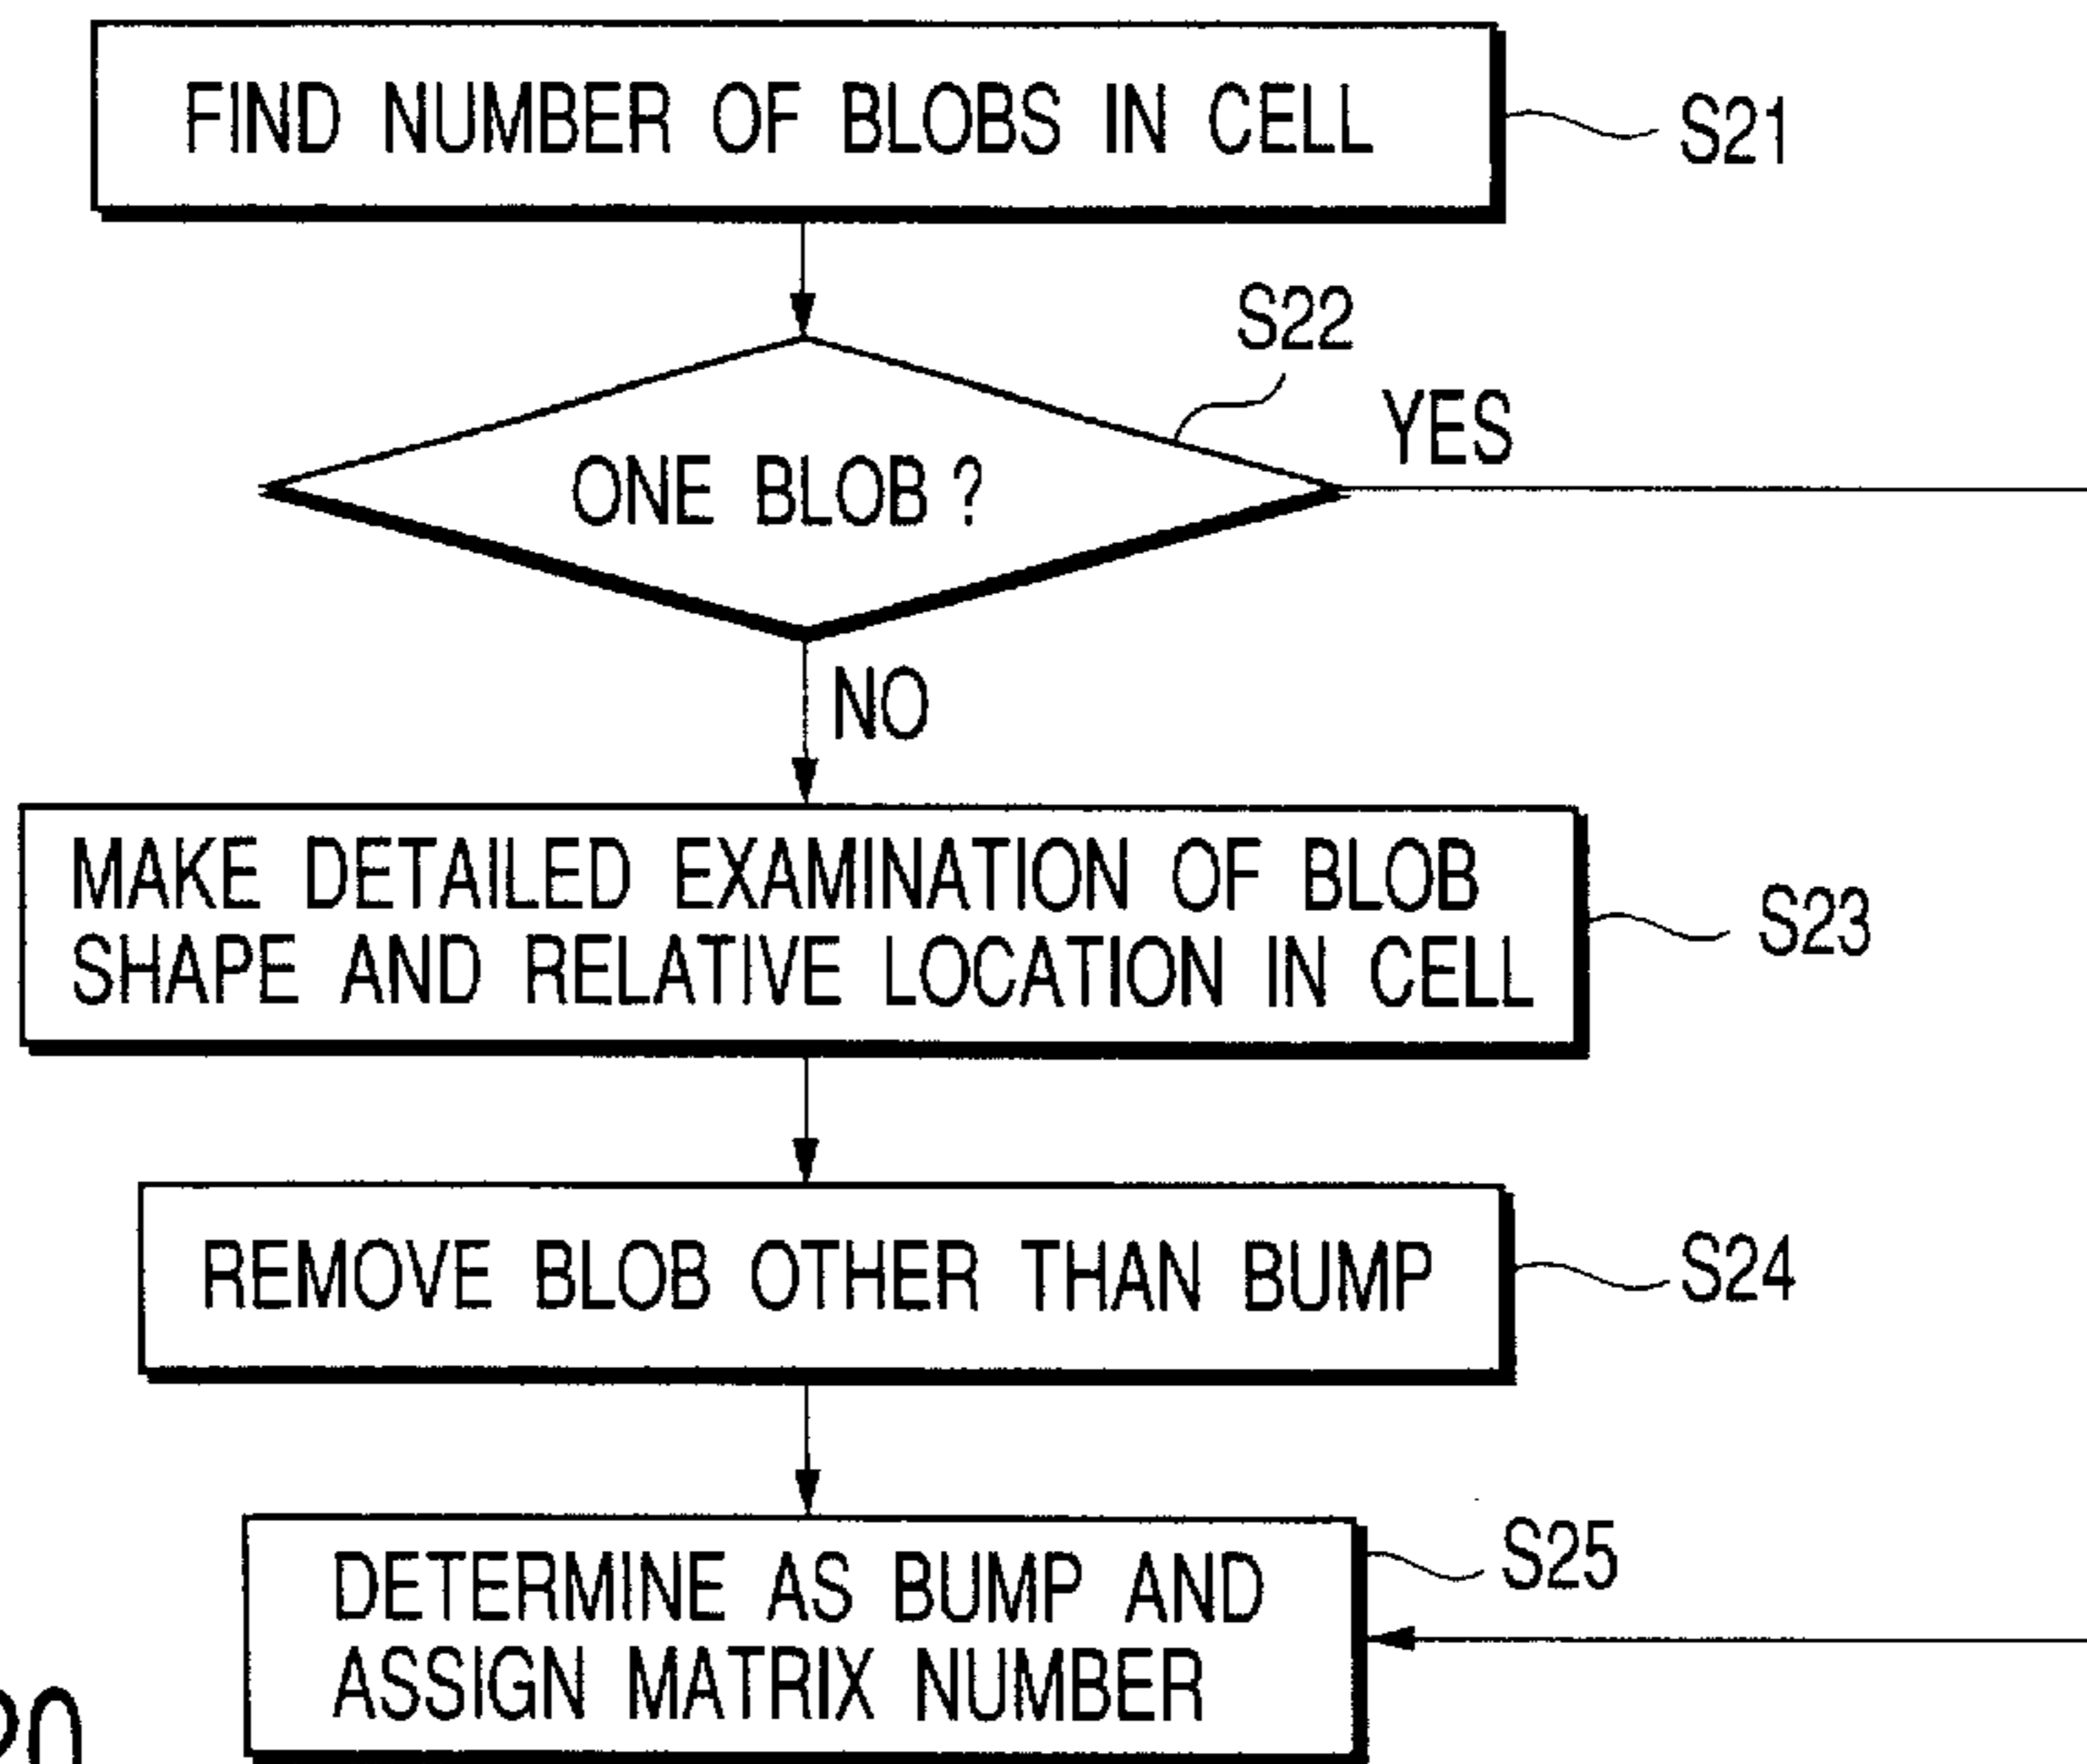 FIND NUMBER OF BLOBS IN CELL
S21
S22
YES
ONE BLOB?
NO
MAKE DETAILED EXAMINATION OF BLOB
SHAPE AND RELATIVE LOCATION IN CELL
S23
REMOVE BLOB OTHER THAN BUMP
S24
DETERMINE AS BUMP AND
ASSIGN MATRIX NUMBER
S25
20